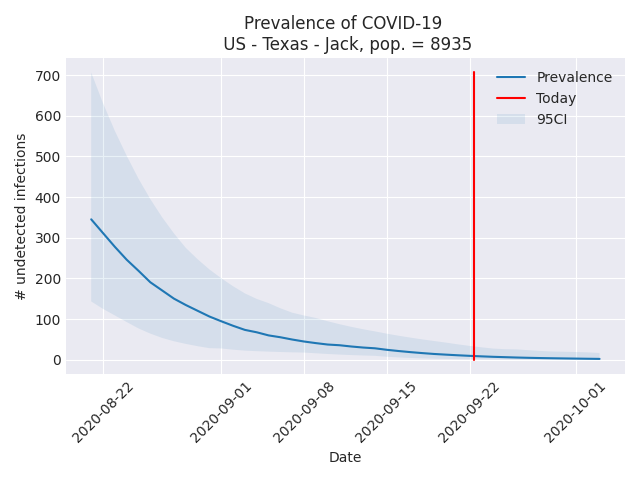 Prevalence of COVID-19
US - Texas - Jack, pop. = 8935
Prevalence
Today
95CI
# undetected infections
700
600
500
400
300
200
100
0
2020-08-22
2020-09-01
2020-09-08
2020-09-15
2020-09-22
2020-10-01
Date